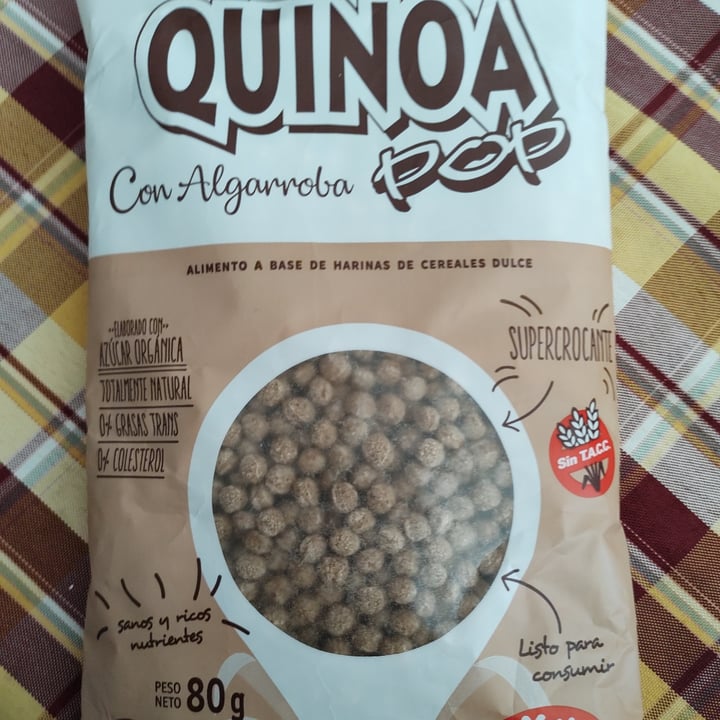 QUINOA
pop
Con Algarroba
ALIMENTO A BASE DE HARINAS DE CEREALES DULCE
ELABORADO CON
AZÚCAR ORGÁNICA
TOTALMENTE NATURAL
0% GRASAS TRANS
0% COLESTEROL
SUPERCROCANTE
Sin T.A.C.C.
sanos y ricos
nutrientes
Listo para
consumir
PESO
NETO 80g